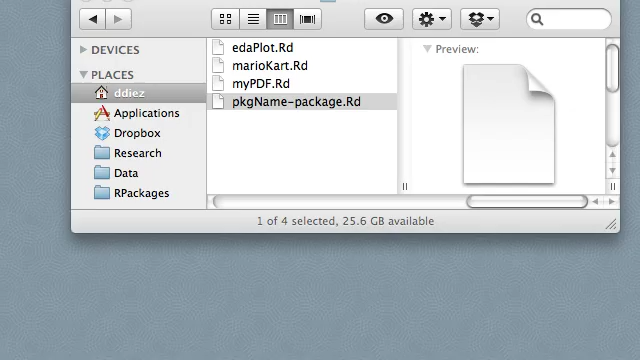 DEVICES
PLACES
ddiez
Applications
Dropbox
Research
Data
RPackages
edaPlot.Rd
marioKart.Rd
myPDF.Rd
pkgName-package.Rd
Preview:
1 of 4 selected, 25.6 GB available